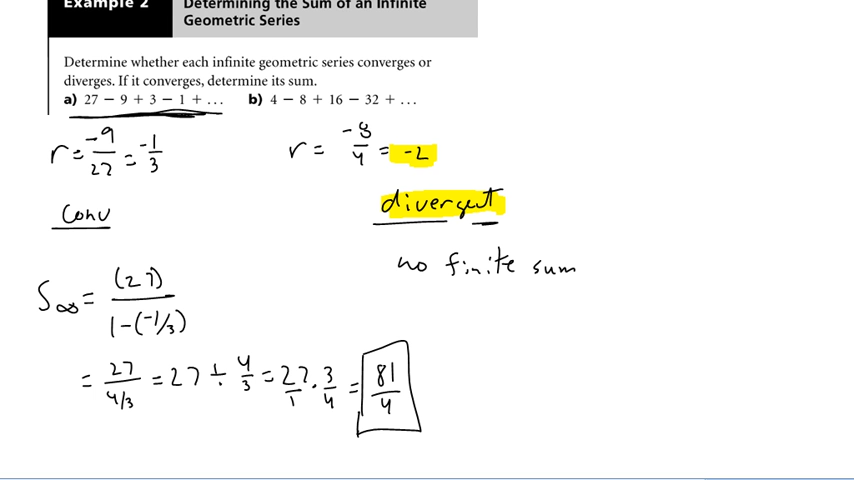 Example 2
Determining the Sum of an Infinite
Geometric Series
Determine whether each infinite geometric series converges or
diverges. If it converges, determine its sum.
a) 27 − 9 + 3 − 1 + … b) 4 − 8 + 16 − 32 + …
r = -9/27 = -1/3
r = -8/4 = -2
Conv
divergent
no finite sum
S∞ = (27)/(1-(-1/3))
= 27/(4/3) = 27 ÷ 4/3 = 27/1 · 3/4 = 81/4